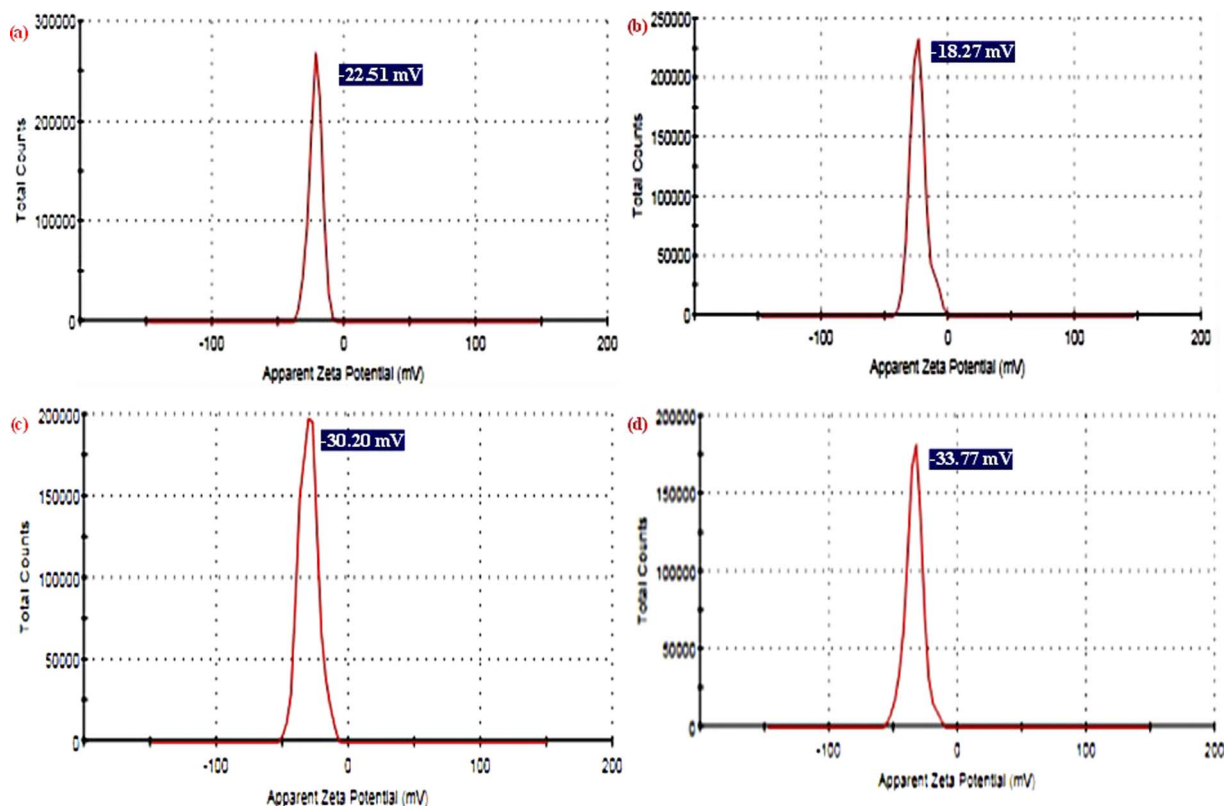 (a)
-22.51 mV
300000
200000
100000
0
Total Counts
-100
0
100
200
Apparent Zeta Potential (mV)
(b)
-18.27 mV
250000
200000
150000
100000
50000
0
Total Counts
-100
0
100
200
Apparent Zeta Potential (mV)
(c)
-30.20 mV
200000
150000
100000
50000
0
Total Counts
-100
0
100
200
Apparent Zeta Potential (mV)
(d)
-33.77 mV
200000
150000
100000
50000
0
Total Counts
-100
0
100
200
Apparent Zeta Potential (mV)